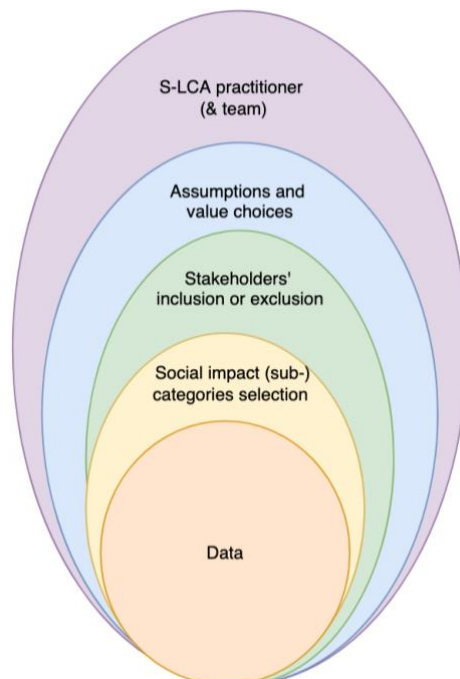 S-LCA practitioner
(& team)
Assumptions and
value choices
Stakeholders'
inclusion or exclusion
Social impact (sub-)
categories selection
Data